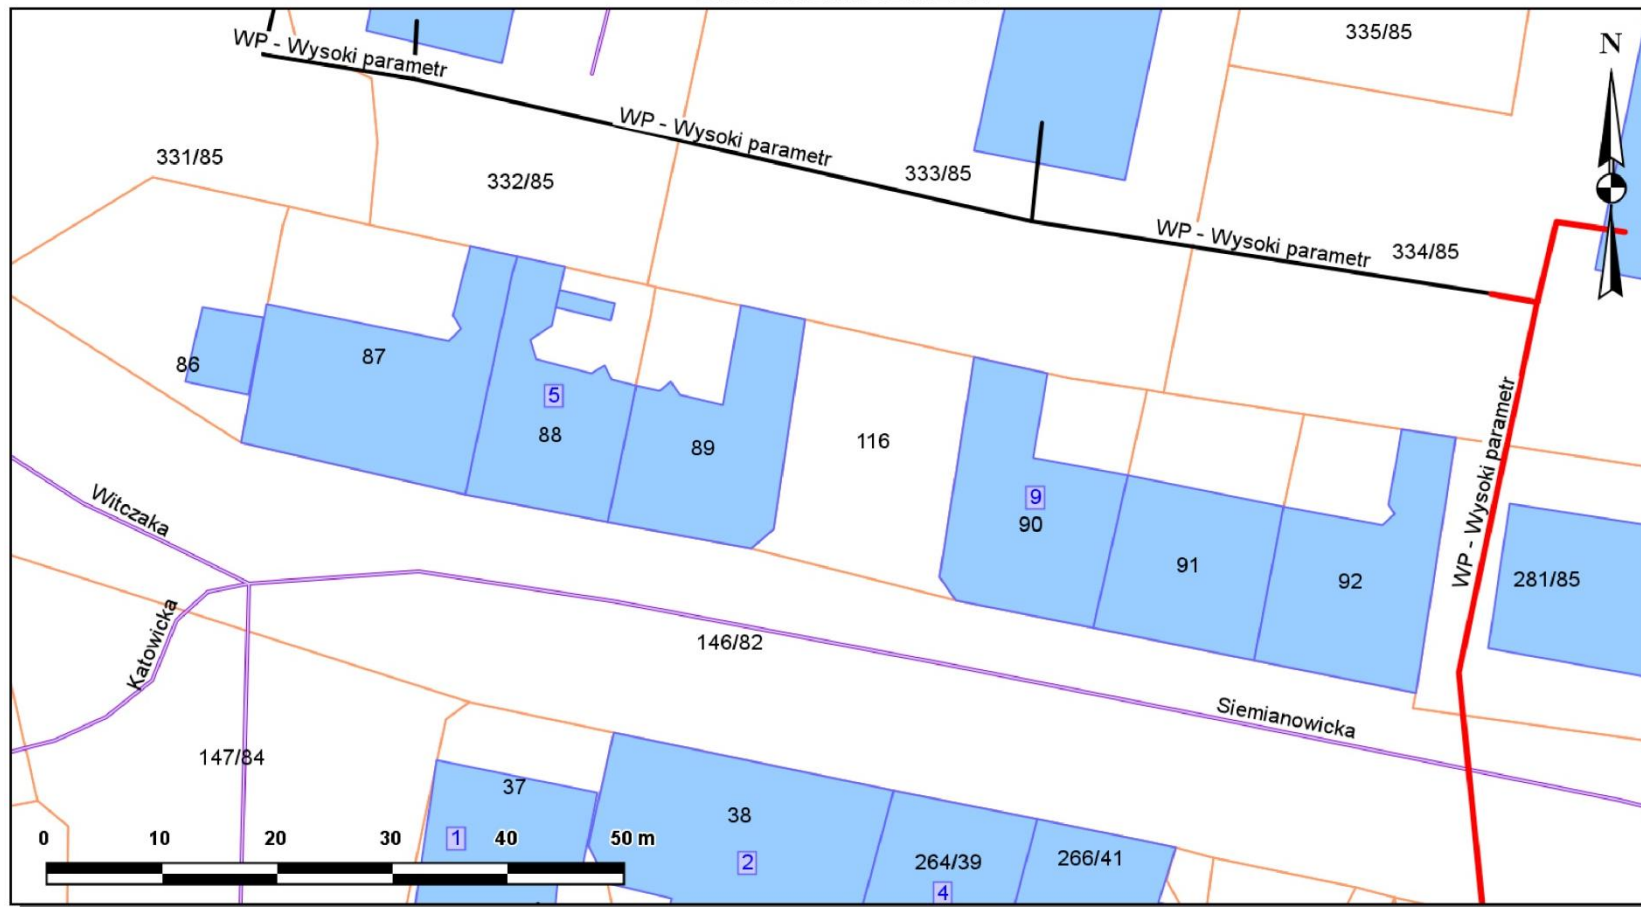 335/85
N
WP - Wysoki parametr
WP - Wysoki parametr
331/85
332/85
333/85
WP - Wysoki parametr
334/85
86
87
5
88
89
116
WP - Wysoki parametr
9
90
91
92
281/85
Witczaka
Katowicka
146/82
Siemianowicka
147/84
37
38
1
2
264/39
266/41
4
0 10 20 30 40 50 m